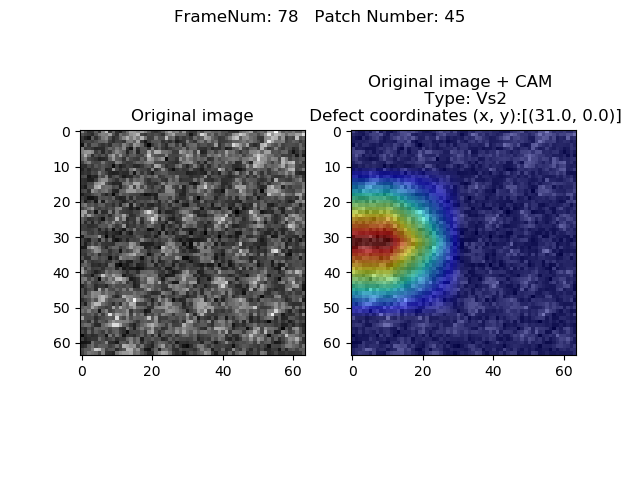 FrameNum: 78   Patch Number: 45
Original image
Original image + CAM
Type: Vs2
Defect coordinates (x, y):[(31.0, 0.0)]
0
10
20
30
40
50
60
0 20 40 60
0
10
20
30
40
50
60
0 20 40 60